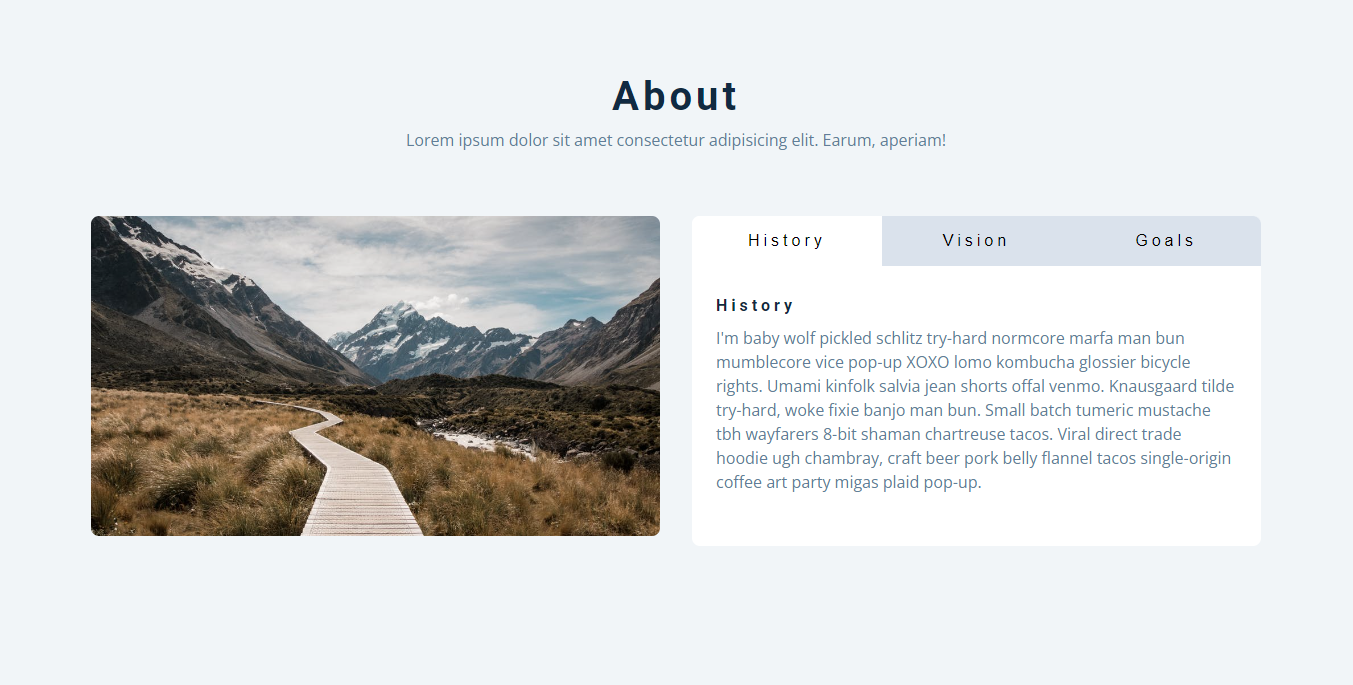 About
Lorem ipsum dolor sit amet consectetur adipisicing elit. Earum, aperiam!
History
Vision
Goals
History
I'm baby wolf pickled schlitz try-hard normcore marfa man bun
mumblecore vice pop-up XOXO lomo kombucha glossier bicycle
rights. Umami kinfolk salvia jean shorts offal venmo. Knausgaard tilde
try-hard, woke fixie banjo man bun. Small batch tumeric mustache
tbh wayfarers 8-bit shaman chartreuse tacos. Viral direct trade
hoodie ugh chambray, craft beer pork belly flannel tacos single-origin
coffee art party migas plaid pop-up.